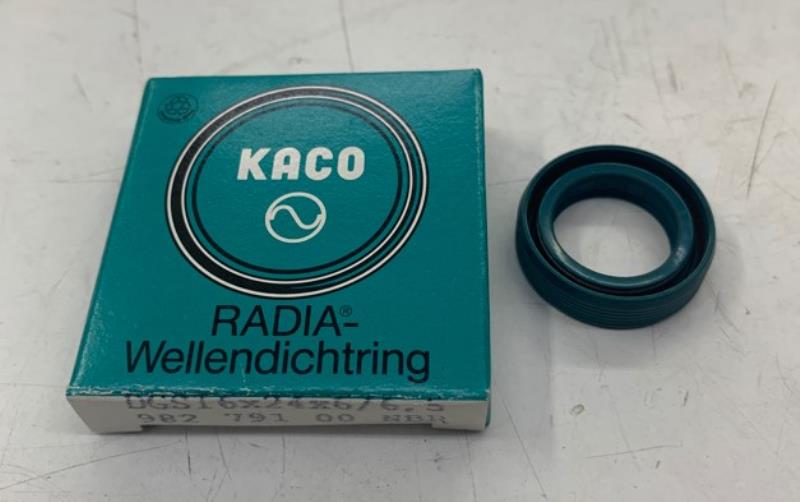 KACO
RADIA®-
Wellendichtring
DGS16x24x6/6,5
982 791 00 NBR